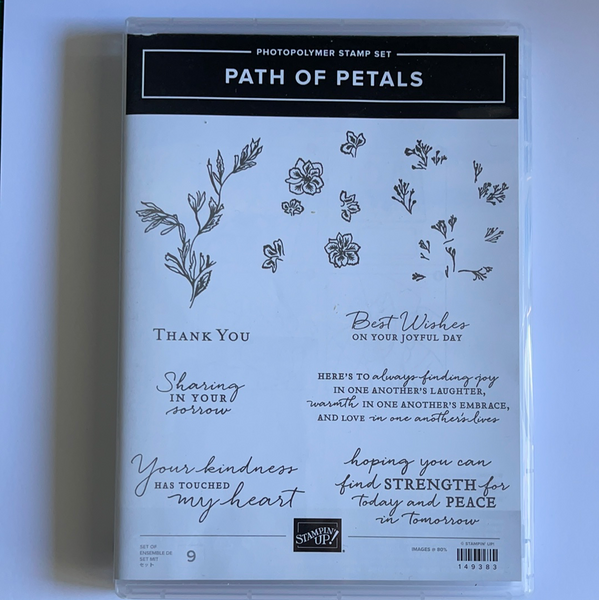 PHOTOPOLYMER STAMP SET
PATH OF PETALS
THANK YOU
Best Wishes
ON YOUR JOYFUL DAY
Sharing
IN YOUR
sorrow
HERE'S TO always finding joy
IN ONE ANOTHER'S LAUGHTER,
warmth IN ONE ANOTHER'S EMBRACE,
AND LOVE in one another's lives
Your kindness
HAS TOUCHED
my heart
hoping you can
find STRENGTH for
today and PEACE
in tomorrow
STAMPIN' UP!
SET OF
ENSEMBLE DE
SET MIT
9
IMAGES @ 80%
© STAMPIN' UP!
149383